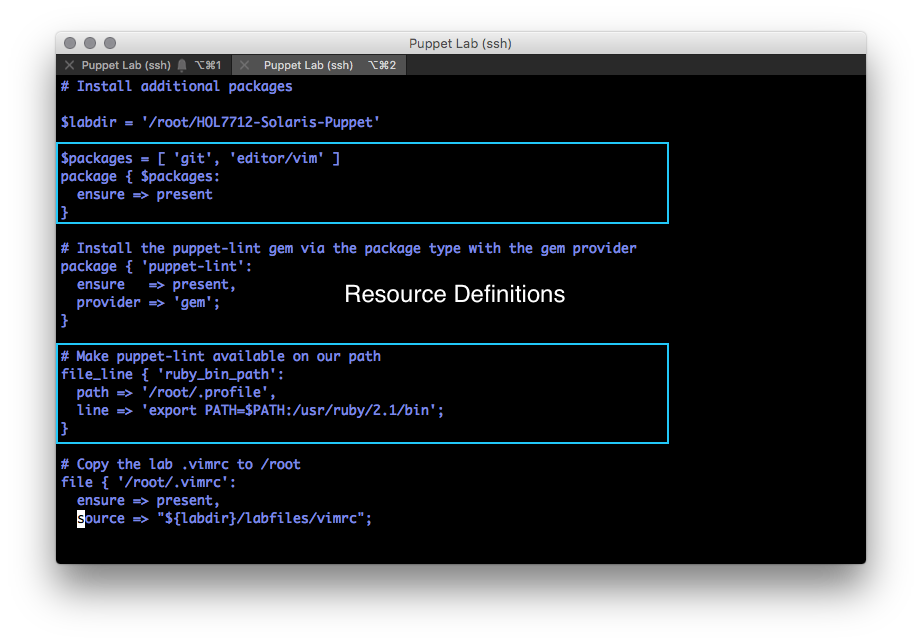 Puppet Lab (ssh)
Puppet Lab (ssh) ⌥⌘1 Puppet Lab (ssh) ⌥⌘2
# Install additional packages
$labdir = '/root/HOL7712-Solaris-Puppet'
$packages = [ 'git', 'editor/vim' ]
package { $packages:
  ensure => present
}
# Install the puppet-lint gem via the package type with the gem provider
package { 'puppet-lint':
  ensure   => present,
  provider => 'gem';
}
Resource Definitions
# Make puppet-lint available on our path
file_line { 'ruby_bin_path':
  path => '/root/.profile',
  line => 'export PATH=$PATH:/usr/ruby/2.1/bin';
}
# Copy the lab .vimrc to /root
file { '/root/.vimrc':
  ensure => present,
  source => "${labdir}/labfiles/vimrc";